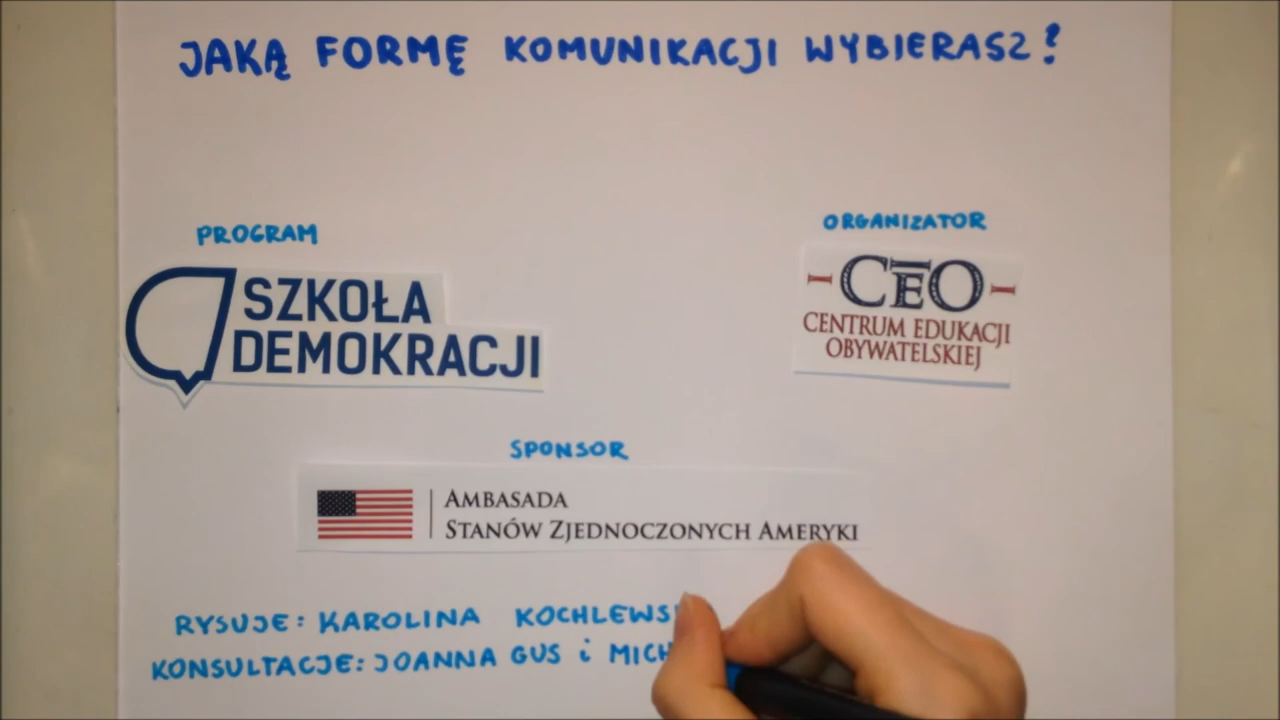 JAKĄ FORMĘ KOMUNIKACJI WYBIERASZ?
PROGRAM
SZKOŁA
DEMOKRACJI
ORGANIZATOR
CEO
CENTRUM EDUKACJI
OBYWATELSKIEJ
SPONSOR
AMBASADA
STANÓW ZJEDNOCZONYCH AMERYKI
RYSUJE: KAROLINA
KONSULTACJE: JOANNA GUS i